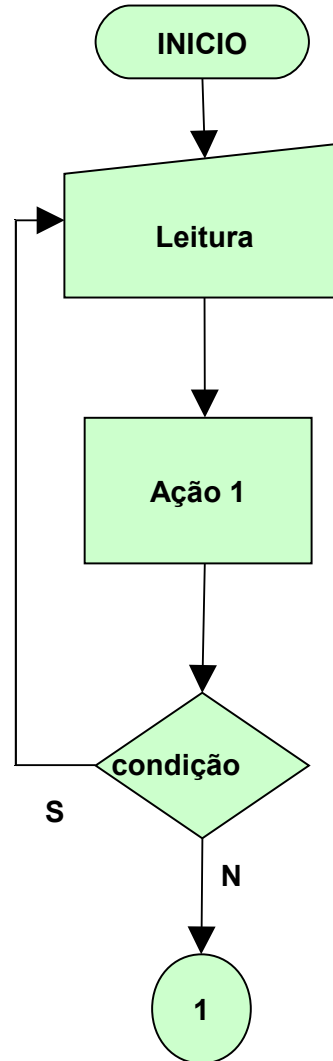 INICIO
Leitura
Ação 1
condição
S
N
1